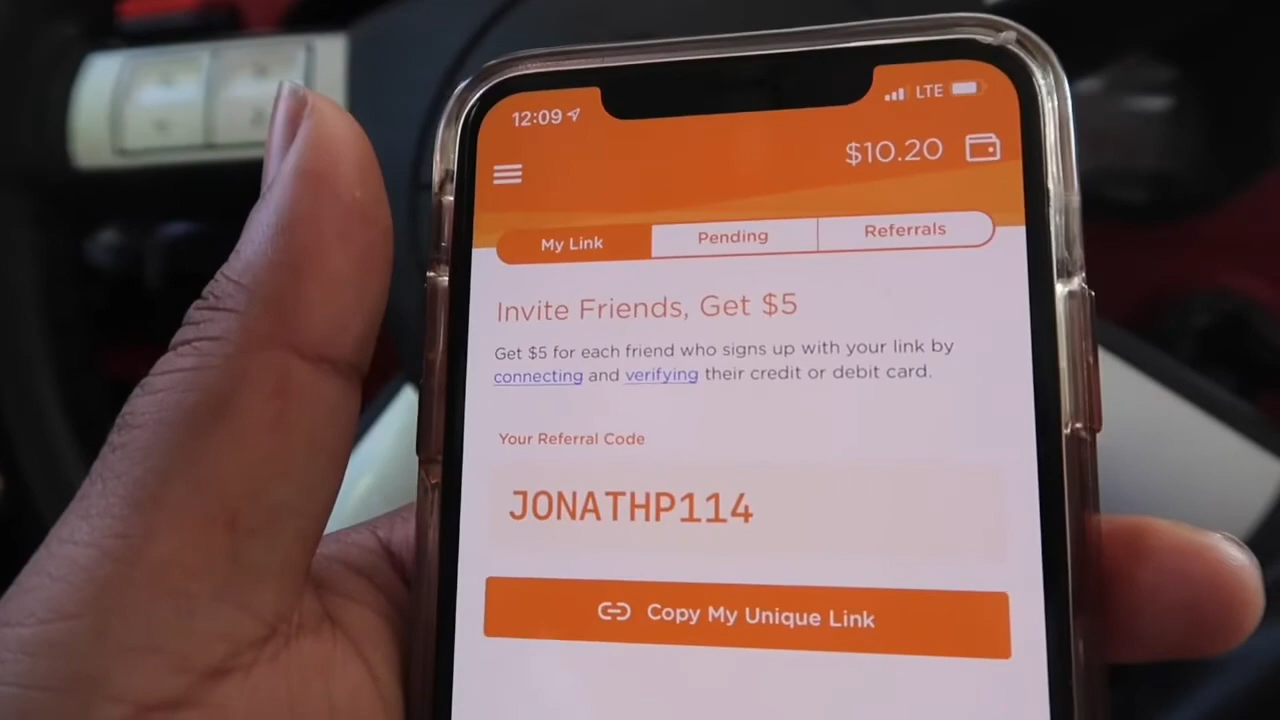 12:09
LTE
$10.20
My Link
Pending
Referrals
Invite Friends, Get $5
Get $5 for each friend who signs up with your link by
connecting and verifying their credit or debit card.
Your Referral Code
JONATHP114
Copy My Unique Link